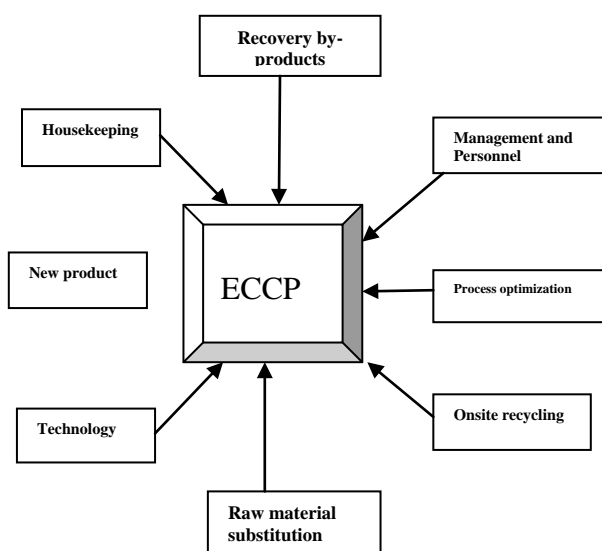 Recovery by-
products
Housekeeping
Management and
Personnel
New product
ECCP
Process optimization
Technology
Onsite recycling
Raw material
substitution